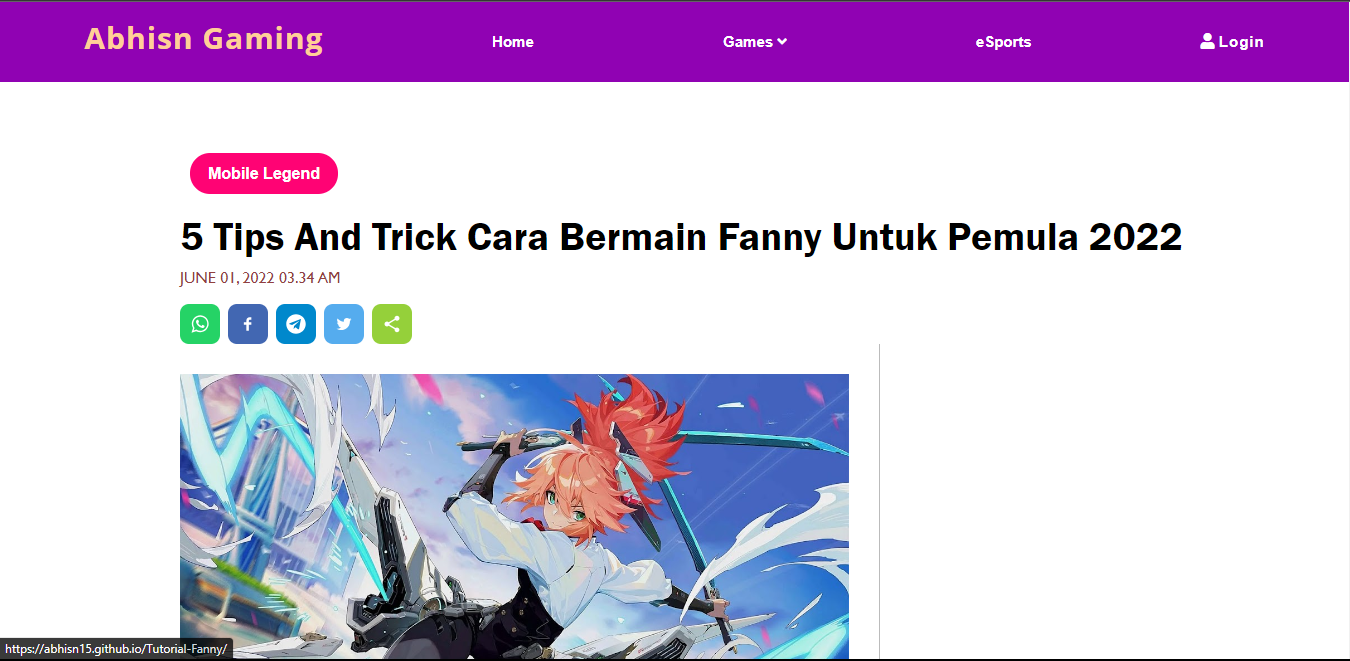 Abhisn Gaming
Home
Games
eSports
Login
Mobile Legend
5 Tips And Trick Cara Bermain Fanny Untuk Pemula 2022
JUNE 01, 2022 03.34 AM
https://abhisn15.github.io/Tutorial-Fanny/